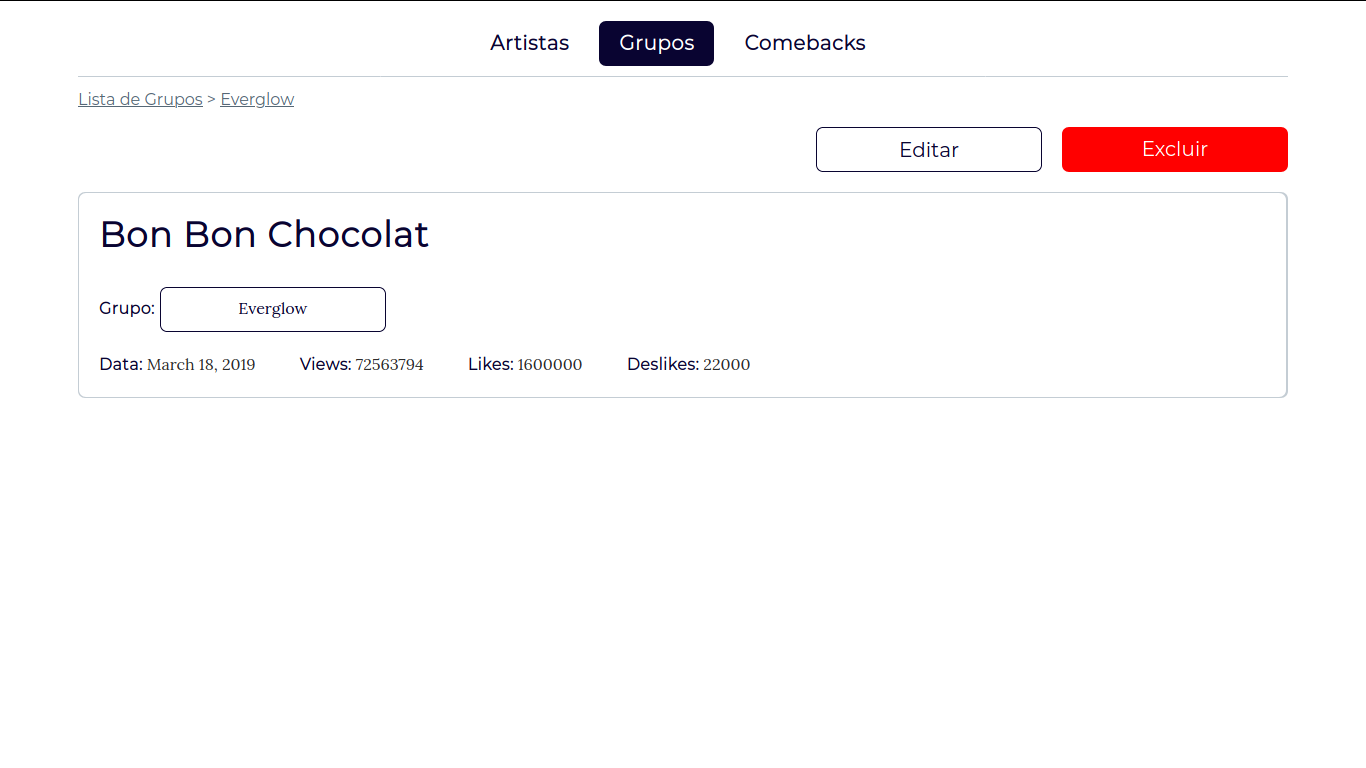 Artistas Grupos Comebacks
Lista de Grupos > Everglow
Editar Excluir
Bon Bon Chocolat
Grupo: Everglow
Data: March 18, 2019 Views: 72563794 Likes: 1600000 Deslikes: 22000